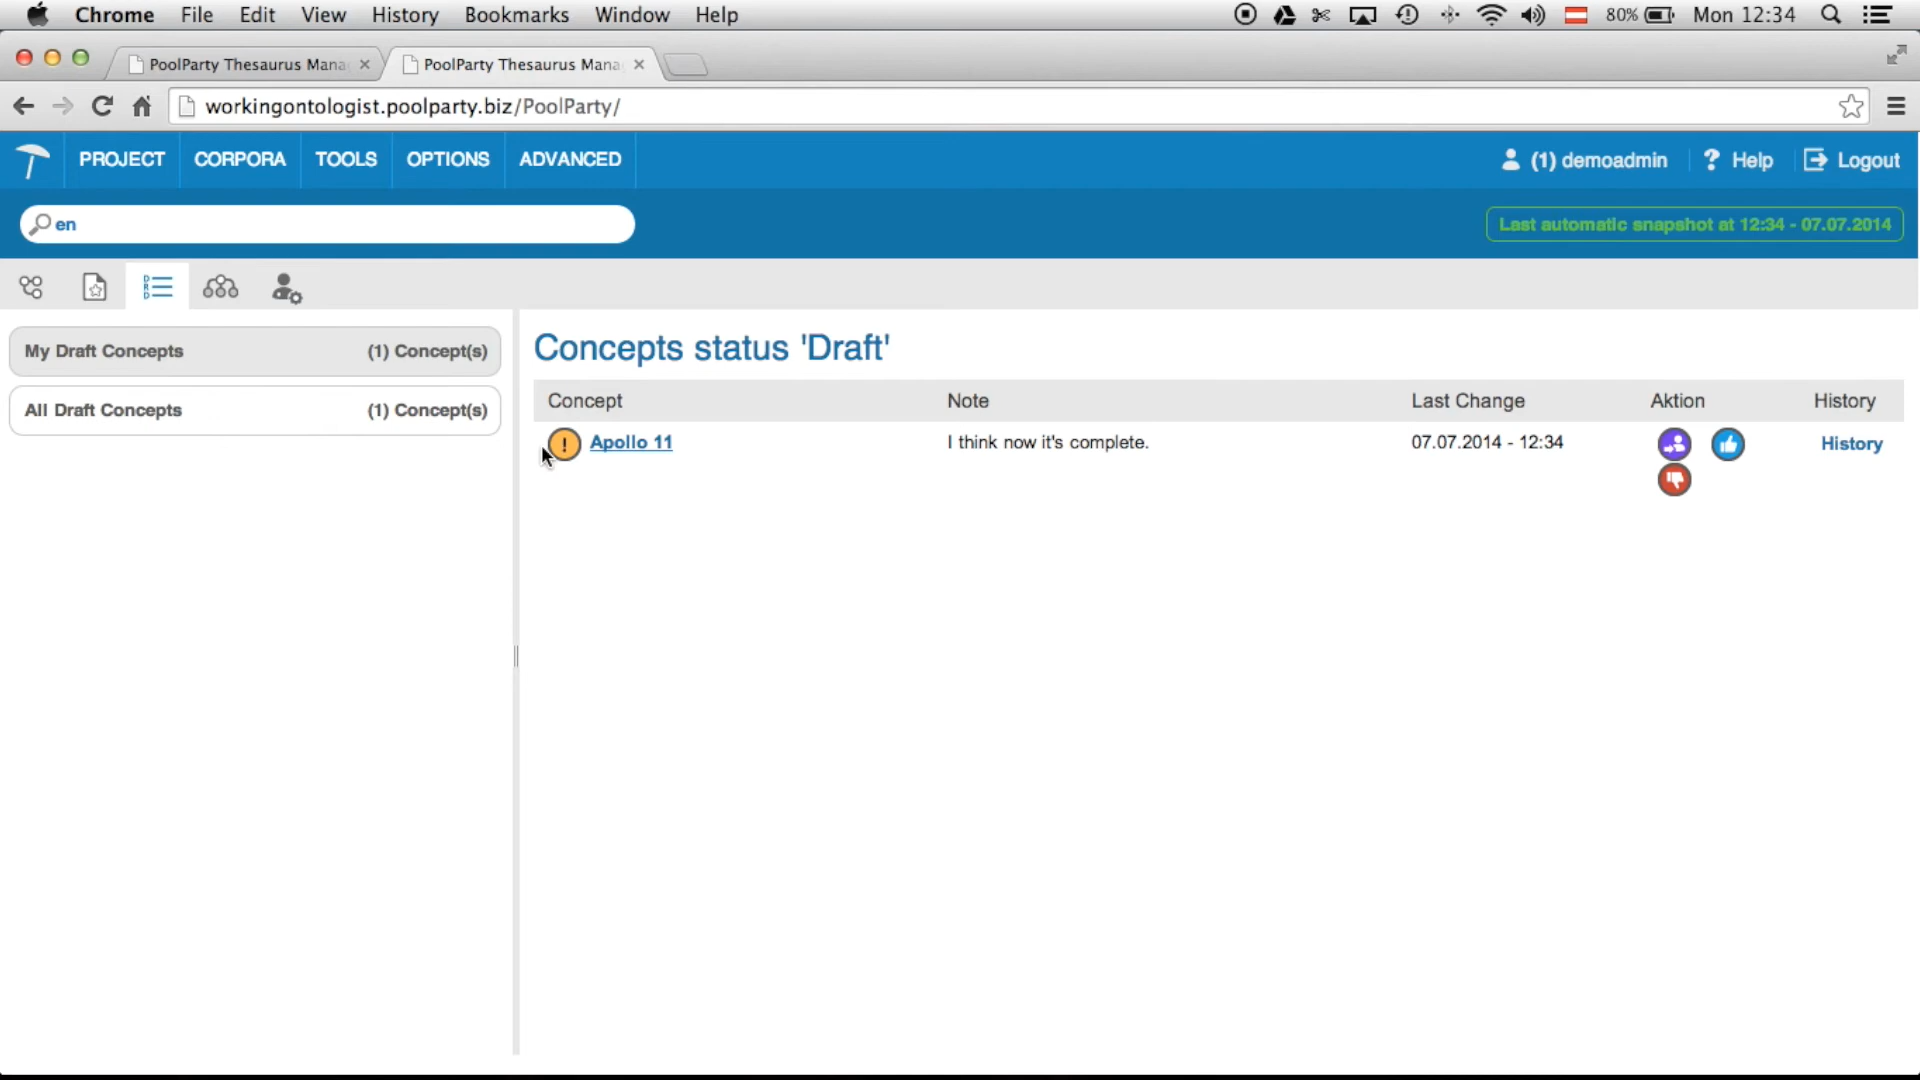 Chrome File Edit View History Bookmarks Window Help 80% Mon 12:34
PoolParty Thesaurus Mana PoolParty Thesaurus Mana
workingontologist.poolparty.biz/PoolParty/
PROJECT CORPORA TOOLS OPTIONS ADVANCED (1) demoadmin ? Help Logout
en Last automatic snapshot at 12:34 - 07.07.2014
D
R
D
My Draft Concepts (1) Concept(s)
All Draft Concepts (1) Concept(s)
Concepts status 'Draft'
Concept Note Last Change Aktion History
! Apollo 11 I think now it's complete. 07.07.2014 - 12:34 History